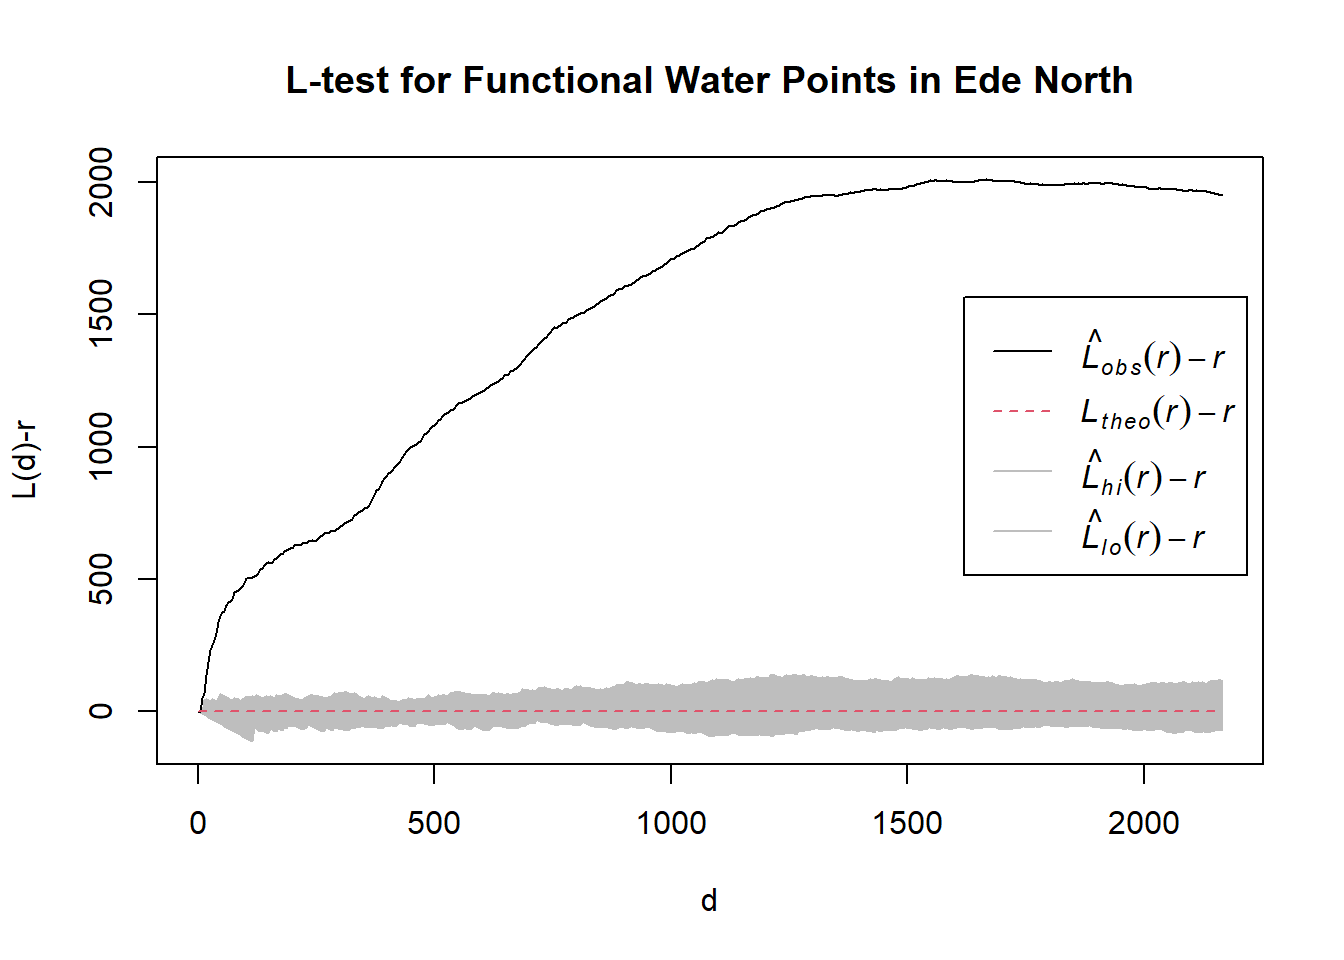 L-test for Functional Water Points in Ede North
L(d)-r
2000
1500
1000
500
0
L̂obs(r) − r
Ltheo(r) − r
L̂hi(r) − r
L̂lo(r) − r
0 500 1000 1500 2000
d